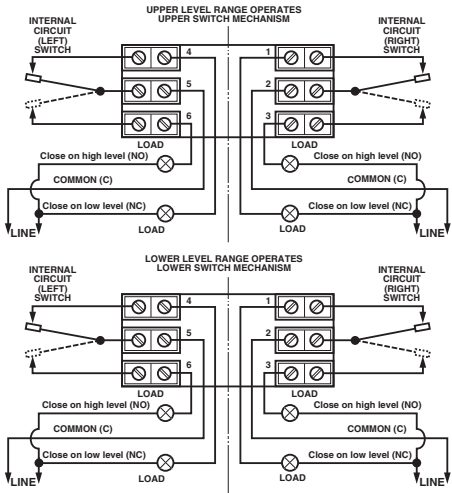 UPPER LEVEL RANGE OPERATES
UPPER SWITCH MECHANISM
INTERNAL
CIRCUIT
(LEFT)
SWITCH
INTERNAL
CIRCUIT
(RIGHT)
SWITCH
4
1
5
2
6
3
LOAD
LOAD
Close on high level (NO)
Close on high level (NO)
COMMON (C)
COMMON (C)
Close on low level (NC)
Close on low level (NC)
LINE
LOAD
LOAD
LINE
LOWER LEVEL RANGE OPERATES
LOWER SWITCH MECHANISM
INTERNAL
CIRCUIT
(LEFT)
SWITCH
INTERNAL
CIRCUIT
(RIGHT)
SWITCH
4
1
5
2
6
3
LOAD
LOAD
Close on high level (NO)
Close on high level (NO)
COMMON (C)
COMMON (C)
Close on low level (NC)
Close on low level (NC)
LINE
LOAD
LOAD
LINE